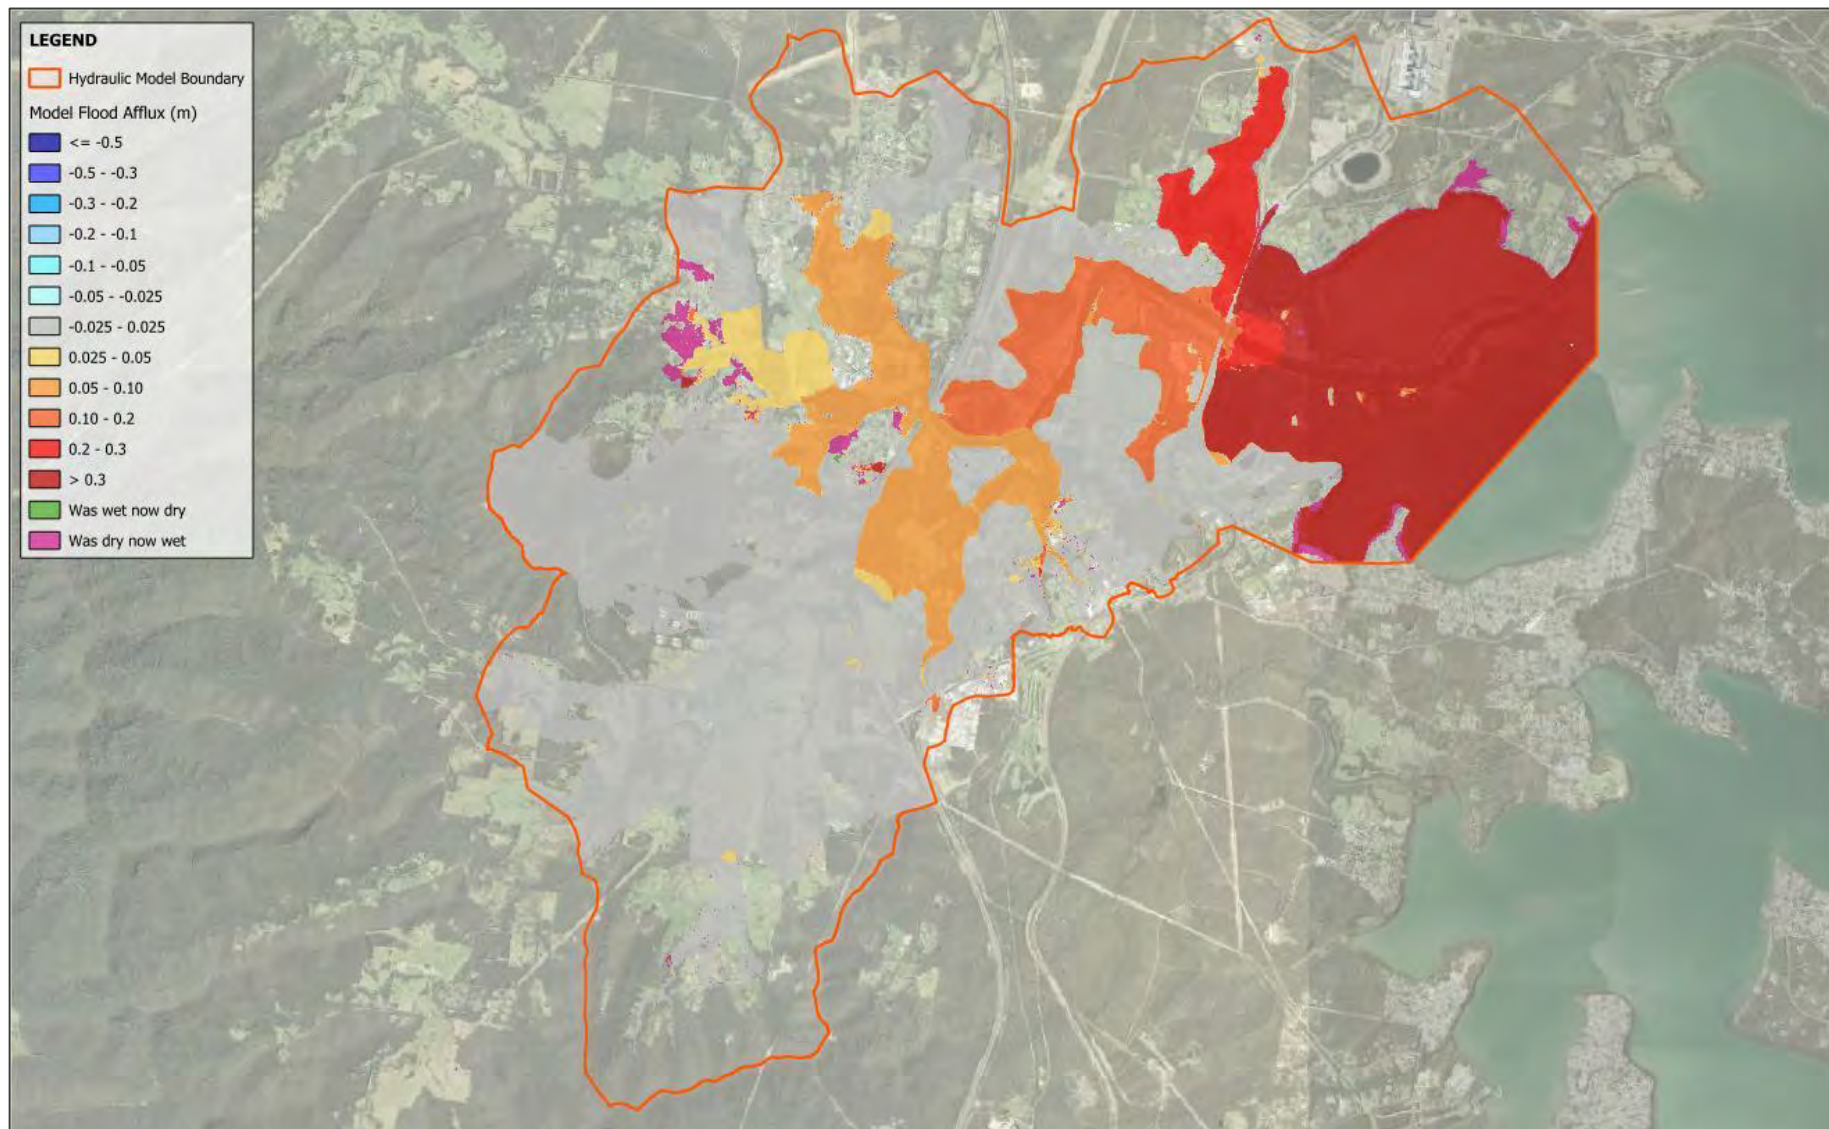 LEGEND
Hydraulic Model Boundary
Model Flood Afflux (m)
<= -0.5
-0.5 - -0.3
-0.3 - -0.2
-0.2 - -0.1
-0.1 - -0.05
-0.05 - -0.025
-0.025 - 0.025
0.025 - 0.05
0.05 - 0.10
0.10 - 0.2
0.2 - 0.3
> 0.3
Was wet now dry
Was dry now wet